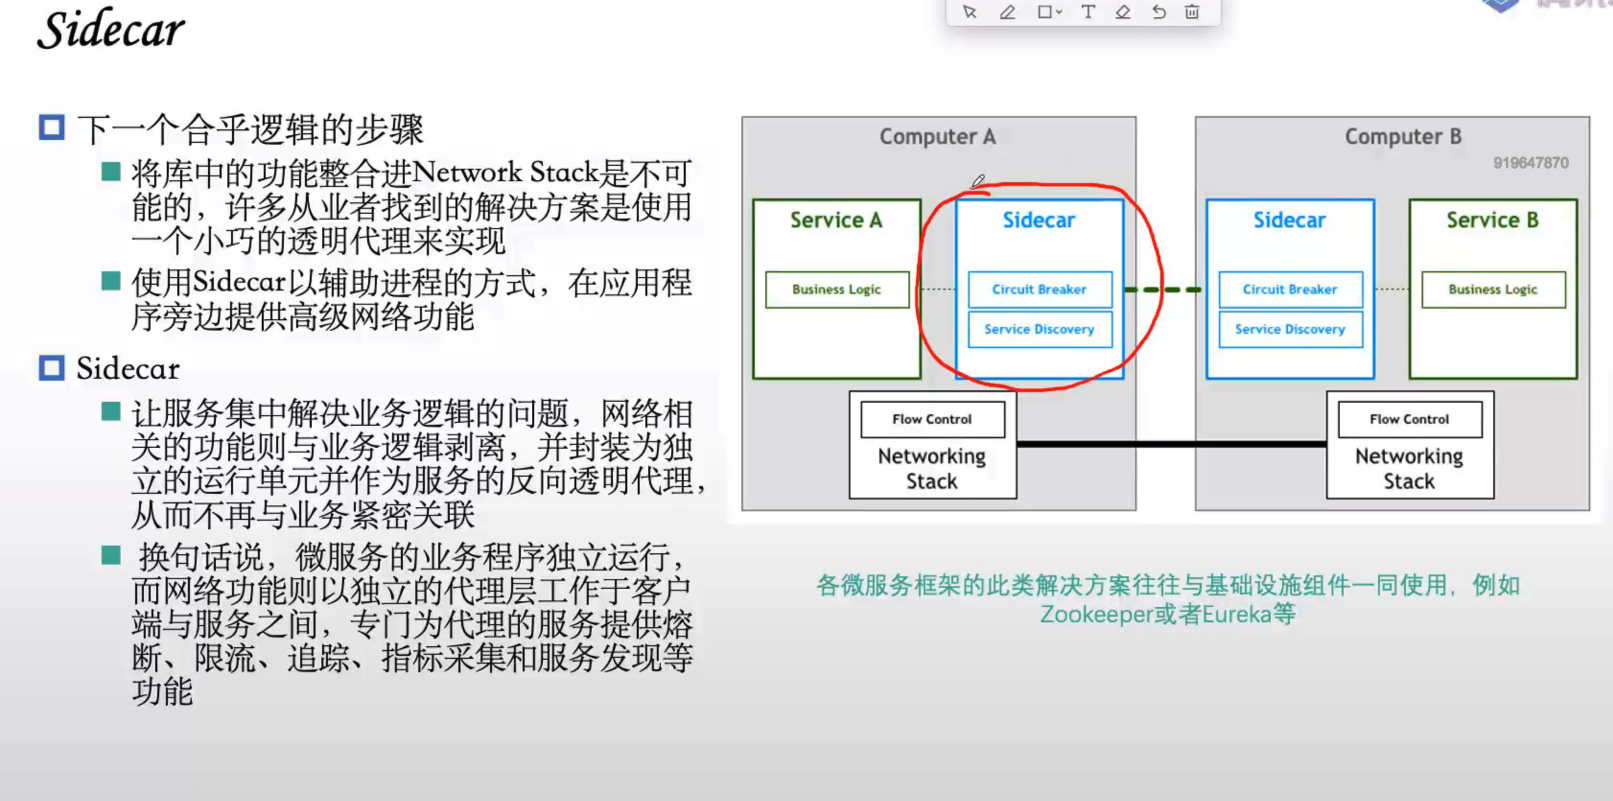 Sidecar
下一个合乎逻辑的步骤
将库中的功能整合进Network Stack是不可
能的，许多从业者找到的解决方案是使用
一个小巧的透明代理来实现
使用Sidecar以辅助进程的方式，在应用程
序旁边提供高级网络功能
Sidecar
让服务集中解决业务逻辑的问题，网络相
关的功能则与业务逻辑剥离，并封装为独
立的运行单元并作为服务的反向透明代理，
从而不再与业务紧密关联
换句话说，微服务的业务程序独立运行，
而网络功能则以独立的代理层工作于客户
端与服务之间，专门为代理的服务提供熔
断、限流、追踪、指标采集和服务发现等
功能
T
Computer A
Service A
Business Logic
Sidecar
Circuit Breaker
Service Discovery
Flow Control
Networking
Stack
Computer B
919647870
Sidecar
Circuit Breaker
Service Discovery
Service B
Business Logic
Flow Control
Networking
Stack
各微服务框架的此类解决方案往往与基础设施组件一同使用，例如
Zookeeper或者Eureka等